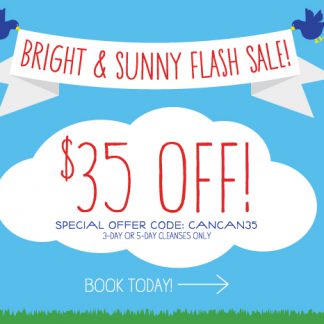 BRIGHT & SUNNY FLASH SALE!
$35 OFF!
SPECIAL OFFER CODE: CANCAN35
3-DAY OR 5-DAY CLEANSES ONLY
BOOK TODAY!